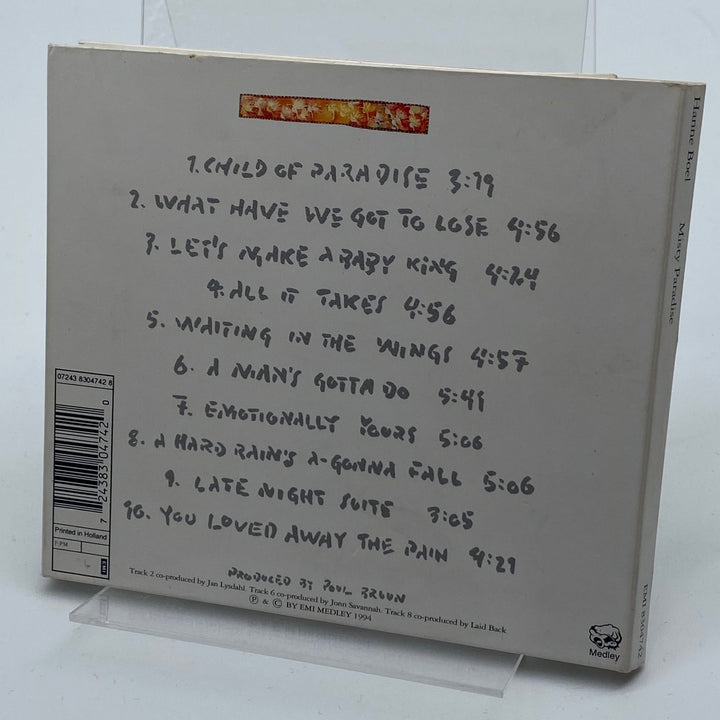 1. CHILD OF PARADISE 3:19
2. WHAT HAVE WE GOT TO LOSE 4:56
3. LET'S MAKE A BABY KING 4:24
4. ALL IT TAKES 4:56
5. WAITING IN THE WINGS 4:57
6. A MAN'S GOTTA DO 5:41
7. EMOTIONALLY YOURS 5:06
8. A HARD RAIN'S A-GONNA FALL 5:06
9. LATE NIGHT SUITE 3:05
10. YOU LOVED AWAY THE PAIN 4:21
PRODUCED BY POUL BRUUN
Track 2 co-produced by Jan Lysdahl. Track 6 co-produced by Jonn Savannah. Track 8 co-produced by Laid Back
℗ & © BY EMI MEDLEY 1994
07243 8304742 8
7 24383 04742 0
Printed in Holland
F:PM
EMI
Medley
Hanne Boel Misty Paradise EMI 8304742